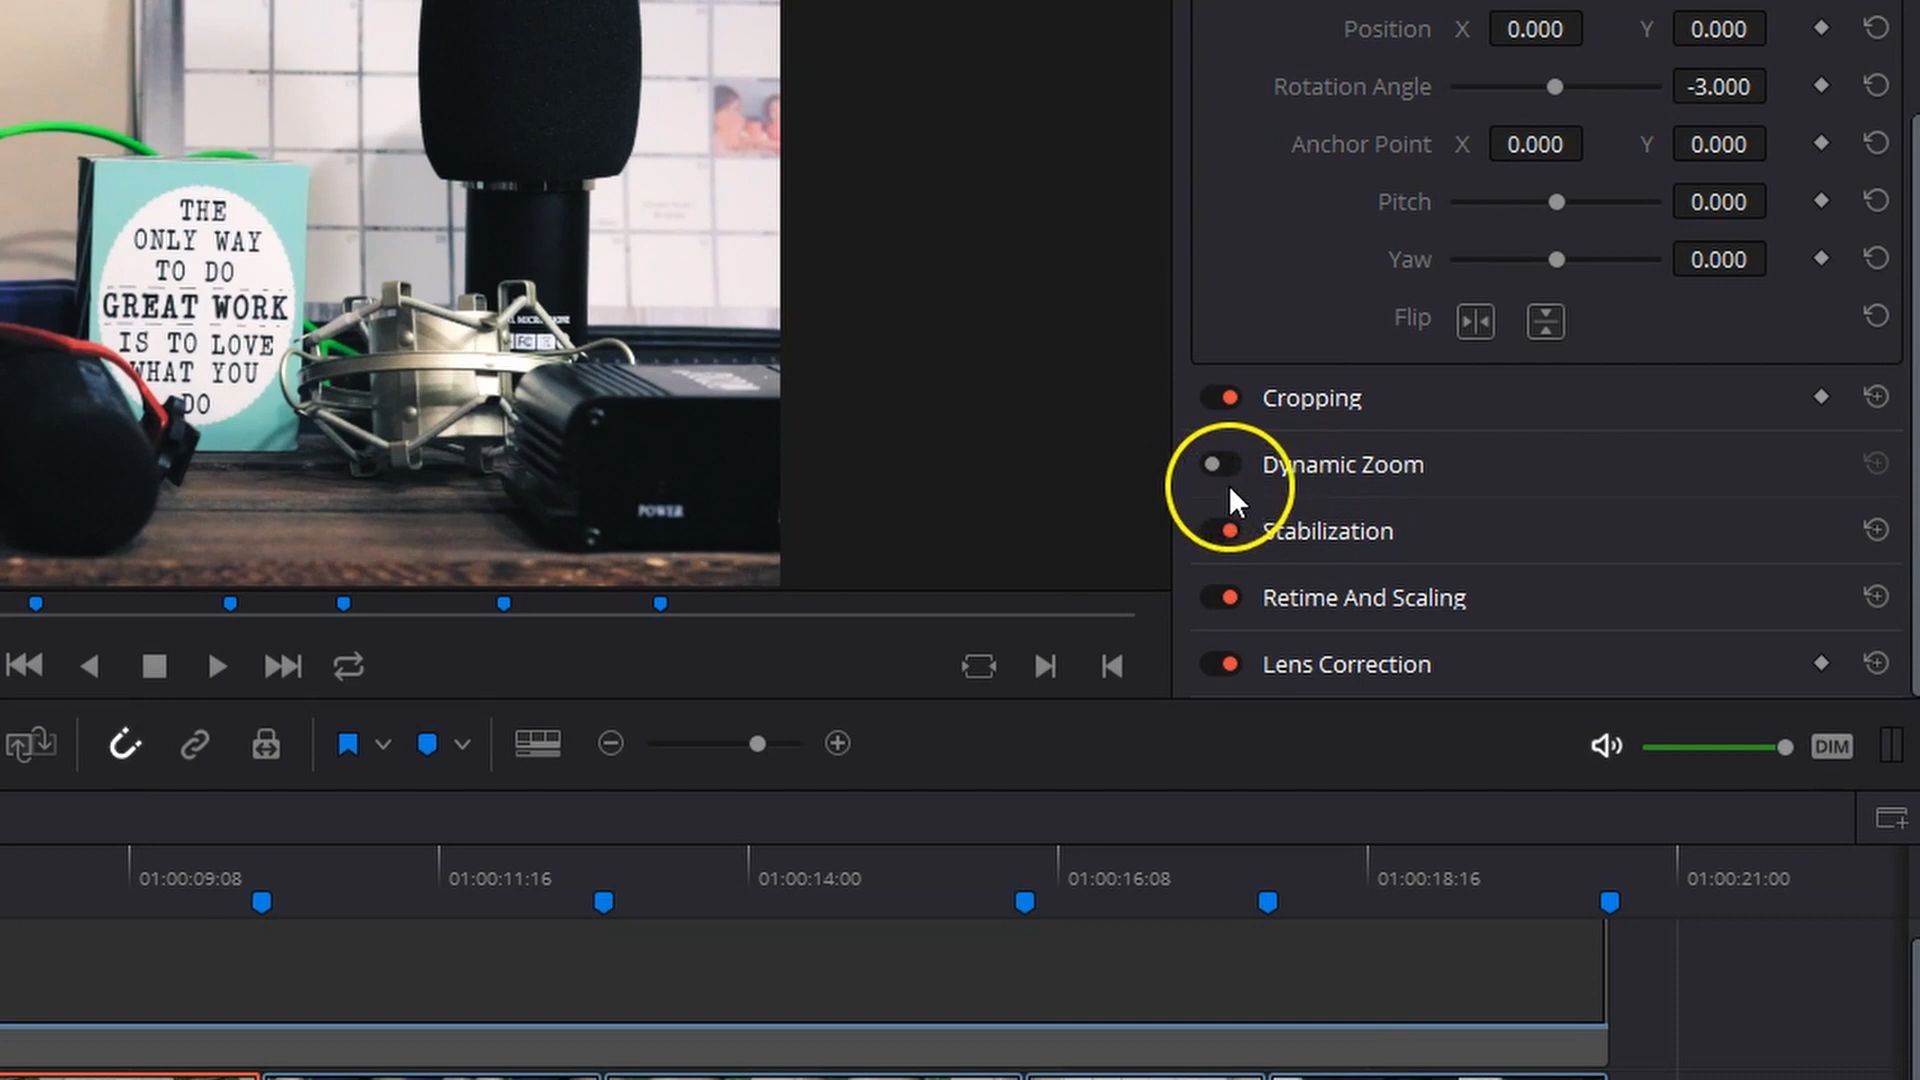 Position X 0.000 Y 0.000
Rotation Angle -3.000
Anchor Point X 0.000 Y 0.000
Pitch 0.000
Yaw 0.000
Flip
Cropping
Dynamic Zoom
Stabilization
Retime And Scaling
Lens Correction
THE
ONLY WAY
TO DO
GREAT WORK
IS TO LOVE
WHAT YOU
DO
FC
POWER
DIM
01:00:09:08 01:00:11:16 01:00:14:00 01:00:16:08 01:00:18:16 01:00:21:00